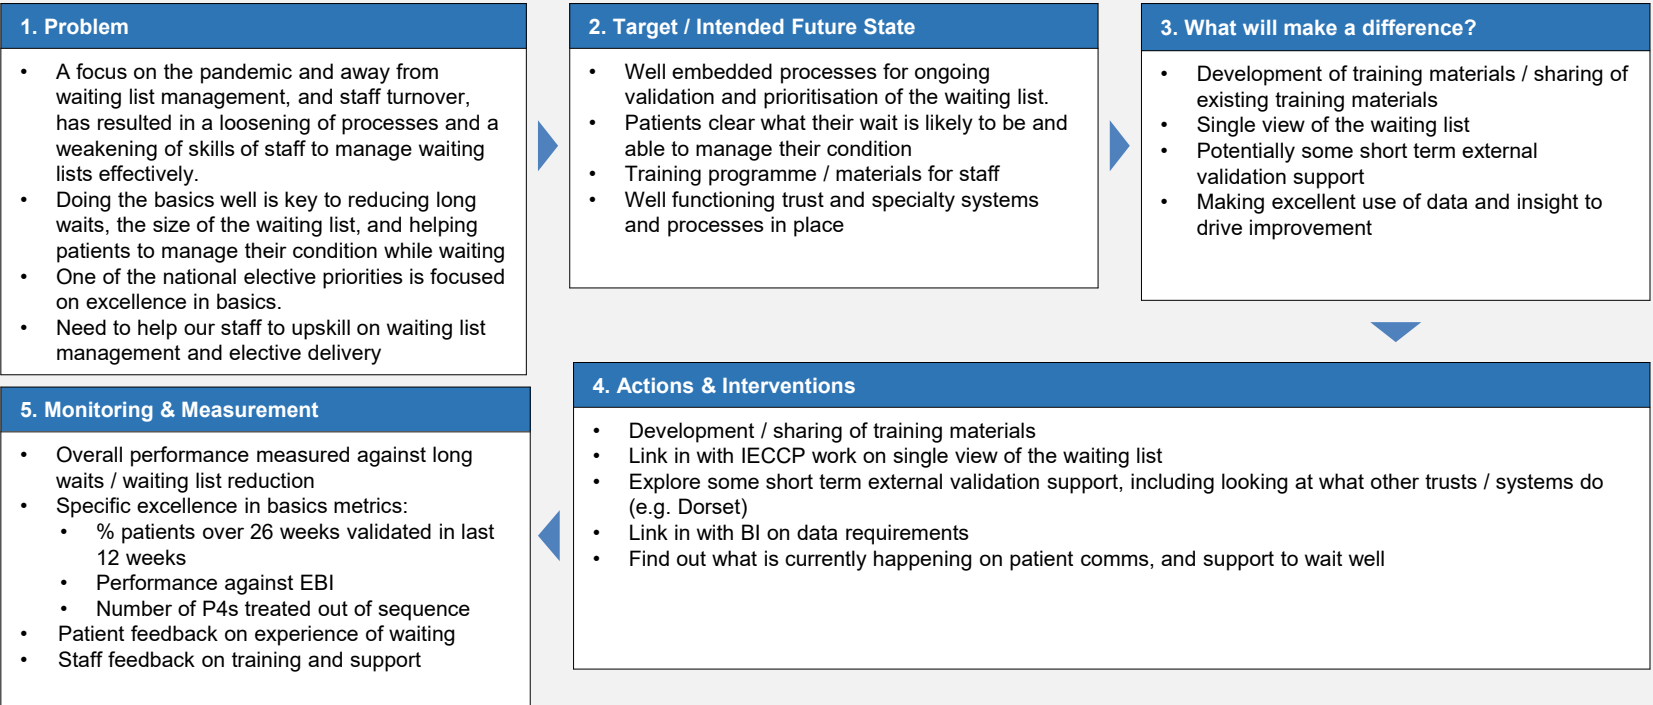 1. Problem
• A focus on the pandemic and away from
waiting list management, and staff turnover,
has resulted in a loosening of processes and a
weakening of skills of staff to manage waiting
lists effectively.
• Doing the basics well is key to reducing long
waits, the size of the waiting list, and helping
patients to manage their condition while waiting
• One of the national elective priorities is focused
on excellence in basics.
• Need to help our staff to upskill on waiting list
management and elective delivery
2. Target / Intended Future State
• Well embedded processes for ongoing
validation and prioritisation of the waiting list.
• Patients clear what their wait is likely to be and
able to manage their condition
• Training programme / materials for staff
• Well functioning trust and specialty systems
and processes in place
3. What will make a difference?
• Development of training materials / sharing of
existing training materials
• Single view of the waiting list
• Potentially some short term external
validation support
• Making excellent use of data and insight to
drive improvement
4. Actions & Interventions
• Development / sharing of training materials
• Link in with IECCP work on single view of the waiting list
• Explore some short term external validation support, including looking at what other trusts / systems do
(e.g. Dorset)
• Link in with BI on data requirements
• Find out what is currently happening on patient comms, and support to wait well
5. Monitoring & Measurement
• Overall performance measured against long
waits / waiting list reduction
• Specific excellence in basics metrics:
• % patients over 26 weeks validated in last
12 weeks
• Performance against EBI
• Number of P4s treated out of sequence
• Patient feedback on experience of waiting
• Staff feedback on training and support